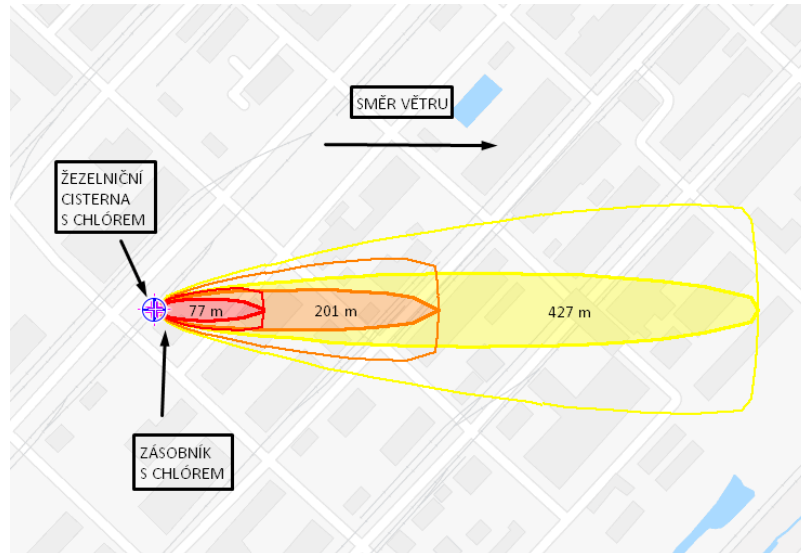 SMĚR VĚTRU
ŽEZELNIČNÍ
CISTERNA
S CHLÓREM
77 m
201 m
427 m
ZÁSOBNÍK
S CHLÓREM